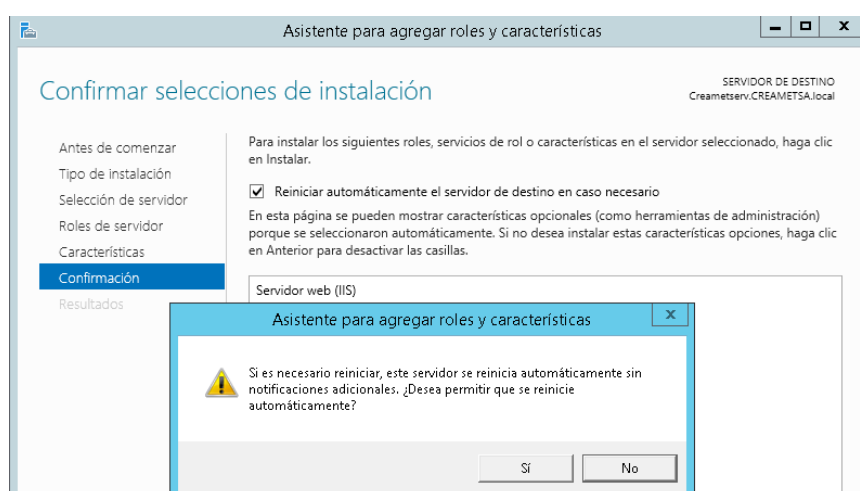 Asistente para agregar roles y características
Confirmar selecciones de instalación
SERVIDOR DE DESTINO
Creametserv.CREAMETSA.local
Antes de comenzar
Tipo de instalación
Selección de servidor
Roles de servidor
Características
Confirmación
Resultados
Para instalar los siguientes roles, servicios de rol o características en el servidor seleccionado, haga clic
en Instalar.
Reiniciar automáticamente el servidor de destino en caso necesario
En esta página se pueden mostrar características opcionales (como herramientas de administración)
porque se seleccionaron automáticamente. Si no desea instalar estas características opciones, haga clic
en Anterior para desactivar las casillas.
Servidor web (IIS)
Asistente para agregar roles y características
Si es necesario reiniciar, este servidor se reinicia automáticamente sin
notificaciones adicionales. ¿Desea permitir que se reinicie
automáticamente?
Sí
No